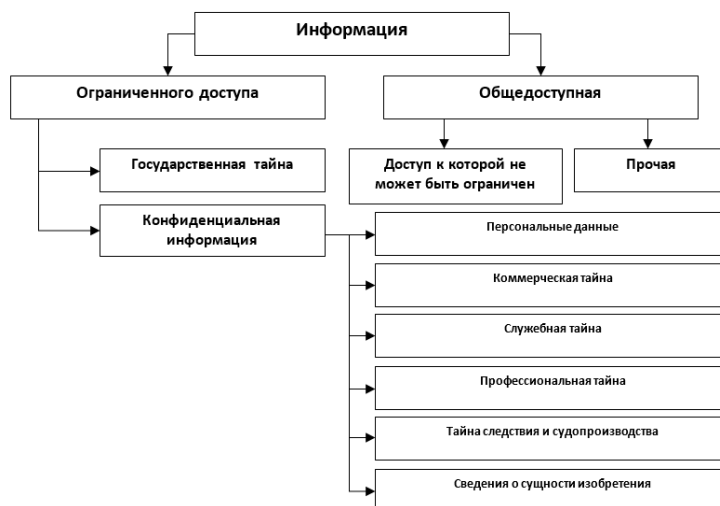 Информация
Ограниченного доступа
Общедоступная
Государственная тайна
Доступ к которой не
может быть ограничен
Прочая
Конфиденциальная
информация
Персональные данные
Коммерческая тайна
Служебная тайна
Профессиональная тайна
Тайна следствия и судопроизводства
Сведения о сущности изобретения